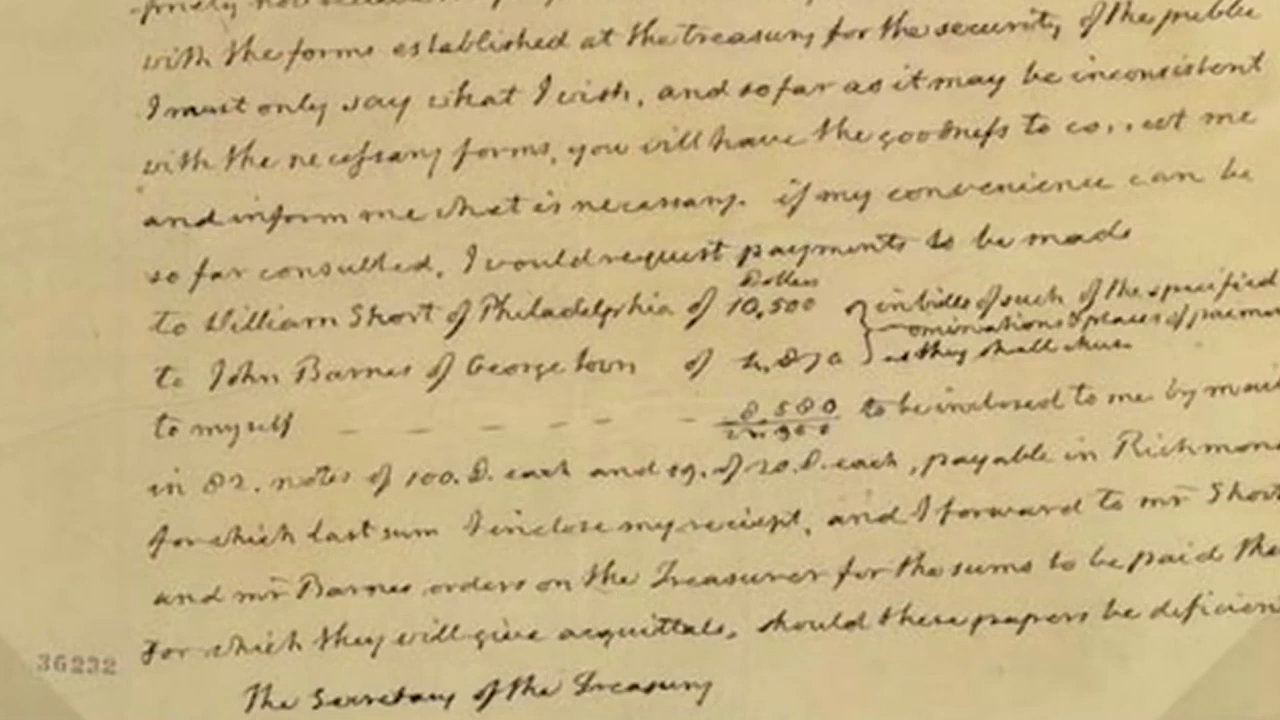 with the forms established at the treasury for the security of the public
I must only say what I wish, and so far as it may be inconsistent
with the necessary forms, you will have the goodness to correct me
and inform me what is necessary. if my convenience can be
so far consulted, I would request payments to be made
Dollars
to William Short of Philadelphia of 10,500 in bills of such of the specified
ominations & places of paimen
to John Barnes of George town of 4.870 as they shall chuse
to myself - - - - - - 8.580 to be inclosed to me by mail
in 82. notes of 100. D. each and 19. of 20. D. each, payable in Richmond
for which last sum I inclose my reciept, and I forward to mr Short
and mr Barnes orders on the Treasurer for the sums to be paid the
for which they will give acquittals. should these papers be deficien
36232
The Secretary of the Treasury